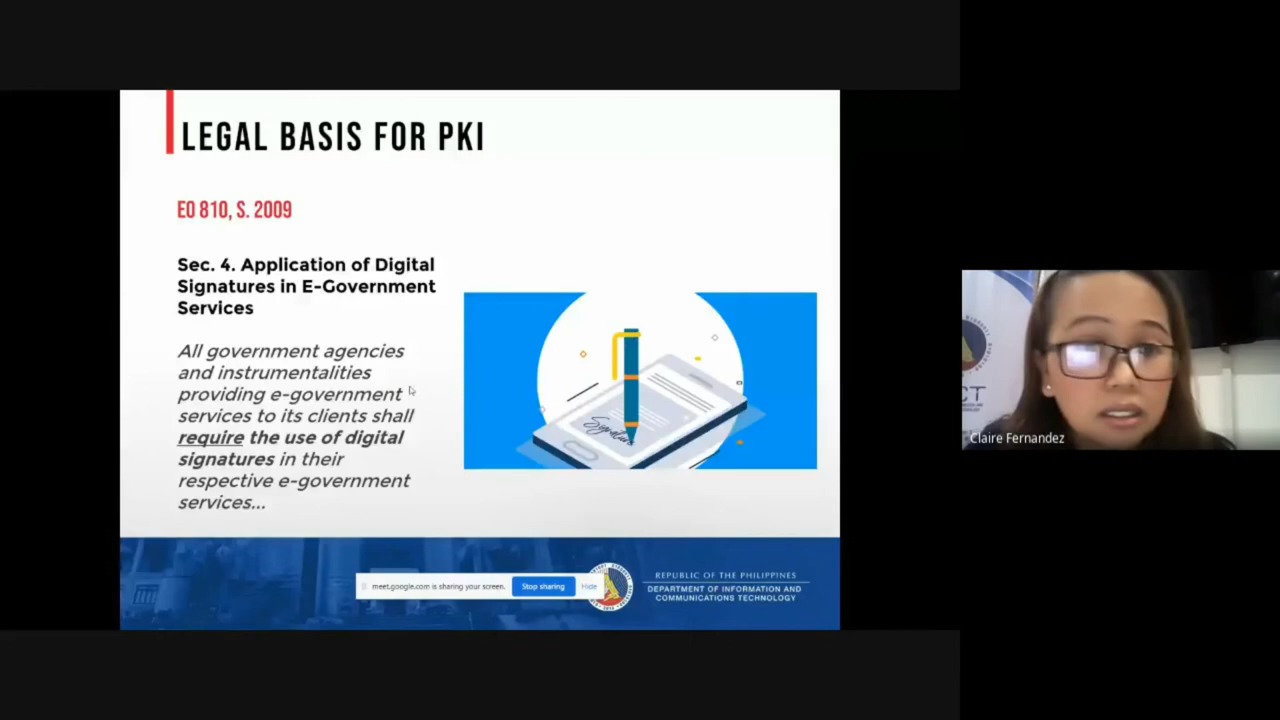 LEGAL BASIS FOR PKI
EO 810, S. 2009
Sec. 4. Application of Digital
Signatures in E-Government
Services
All government agencies
and instrumentalities
providing e-government
services to its clients shall
require the use of digital
signatures in their
respective e-government
services...
Signature
meet.google.com is sharing your screen.
Stop sharing
Hide
REPUBLIC OF THE PHILIPPINES
DEPARTMENT OF INFORMATION AND
COMMUNICATIONS TECHNOLOGY
CT
Claire Fernandez